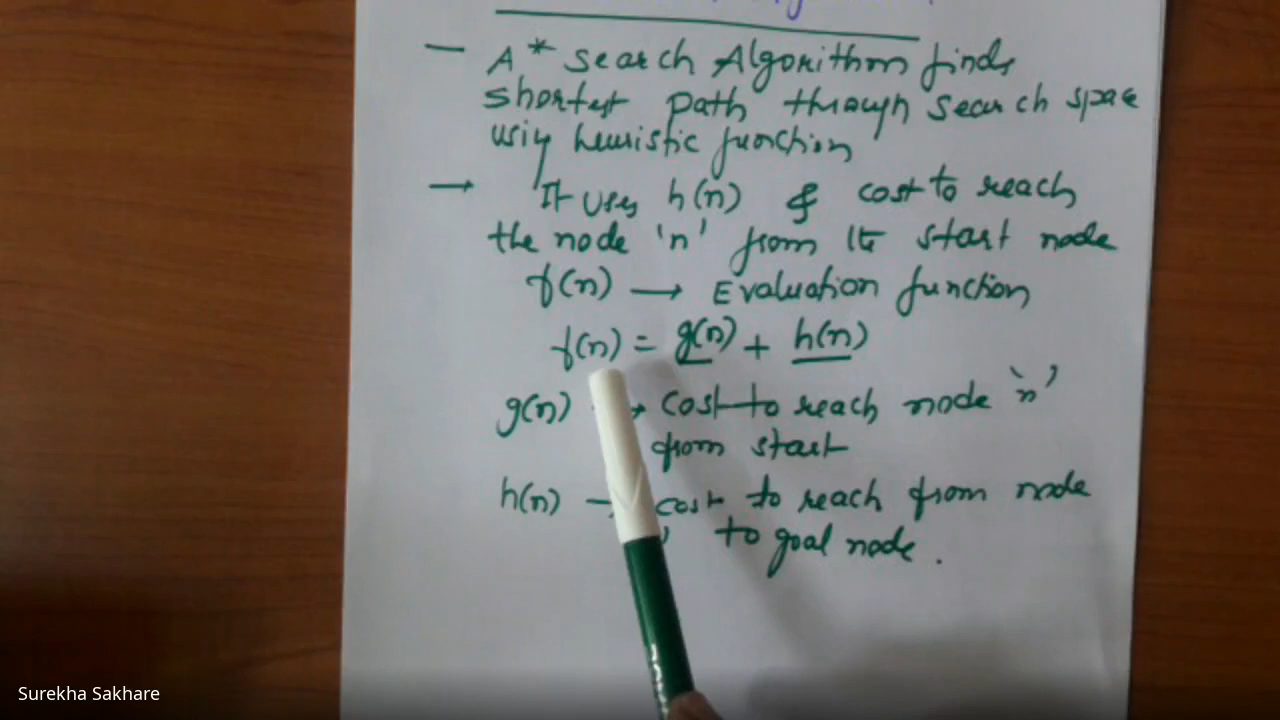 — A* search Algorithm finds
shortest path through search space
using heuristic function
→ It uses h(n) & cost to reach
the node 'n' from its start node
f(n) → Evaluation function
f(n) = g(n) + h(n)
g(n) → cost to reach node 'n'
from start
h(n) → cost to reach from node
' to goal node.
Surekha Sakhare